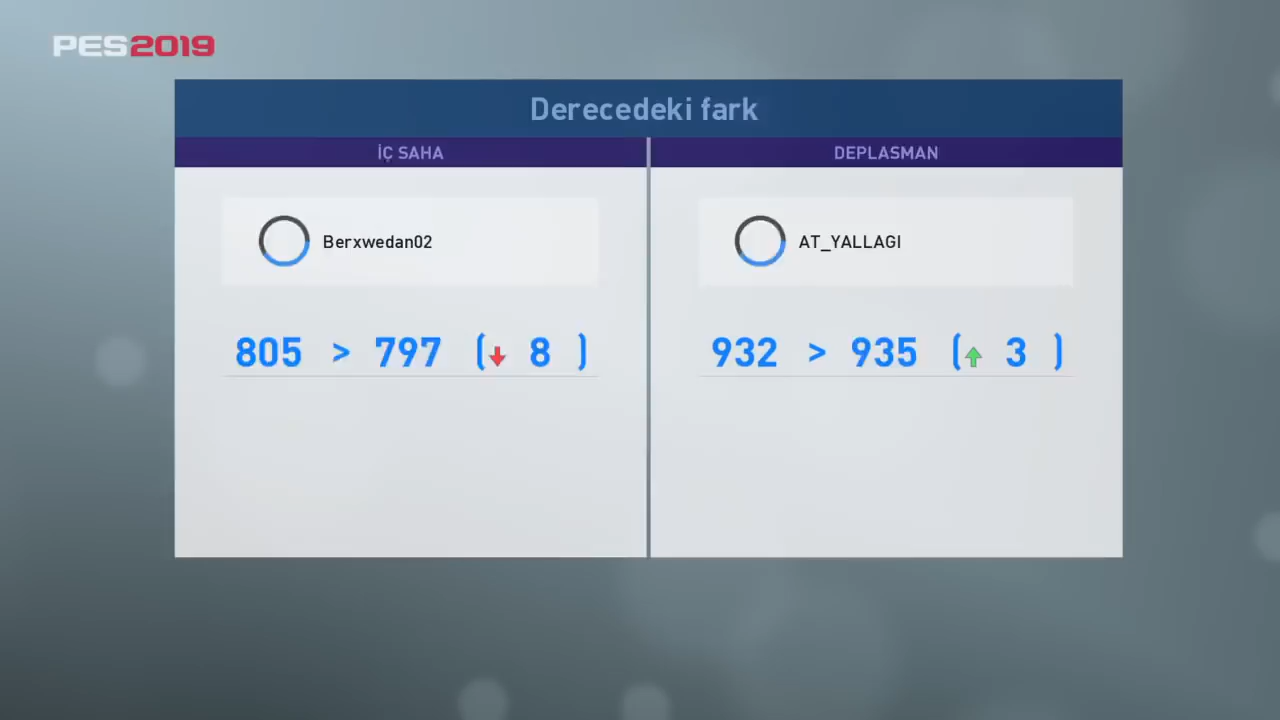 PES2019
Derecedeki fark
İÇ SAHA
DEPLASMAN
Berxwedan02
AT_YALLAGI
805 > 797 (↓ 8 )
932 > 935 (↑ 3 )